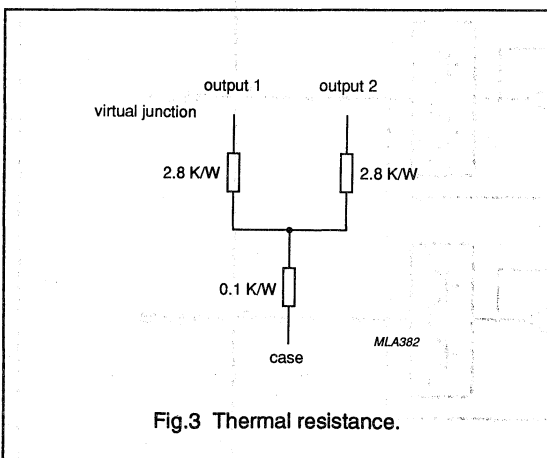 output 1 output 2
virtual junction
2.8 K/W 2.8 K/W
0.1 K/W
MLA382
case
Fig.3 Thermal resistance.